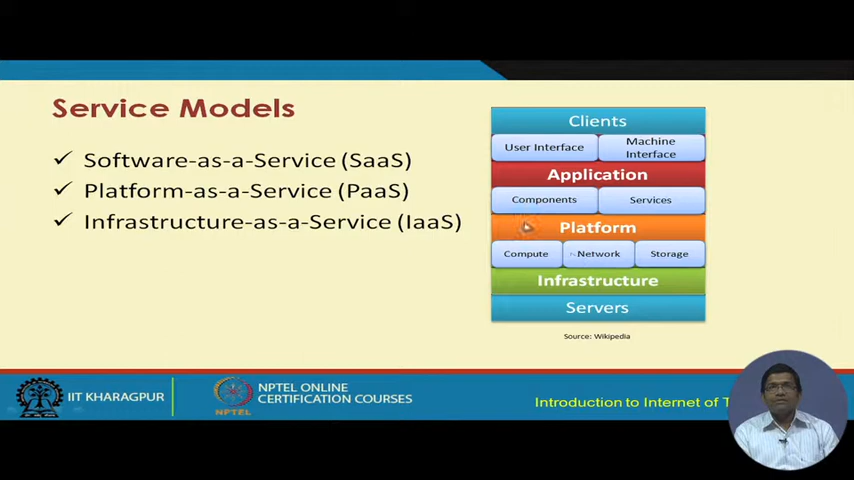 Service Models
✓ Software-as-a-Service (SaaS)
✓ Platform-as-a-Service (PaaS)
✓ Infrastructure-as-a-Service (IaaS)
Clients
User Interface
Machine
Interface
Application
Components
Services
Platform
Compute
Network
Storage
Infrastructure
Servers
Source: Wikipedia
IIT KHARAGPUR
NPTEL
NPTEL ONLINE
CERTIFICATION COURSES
Introduction to Internet of T